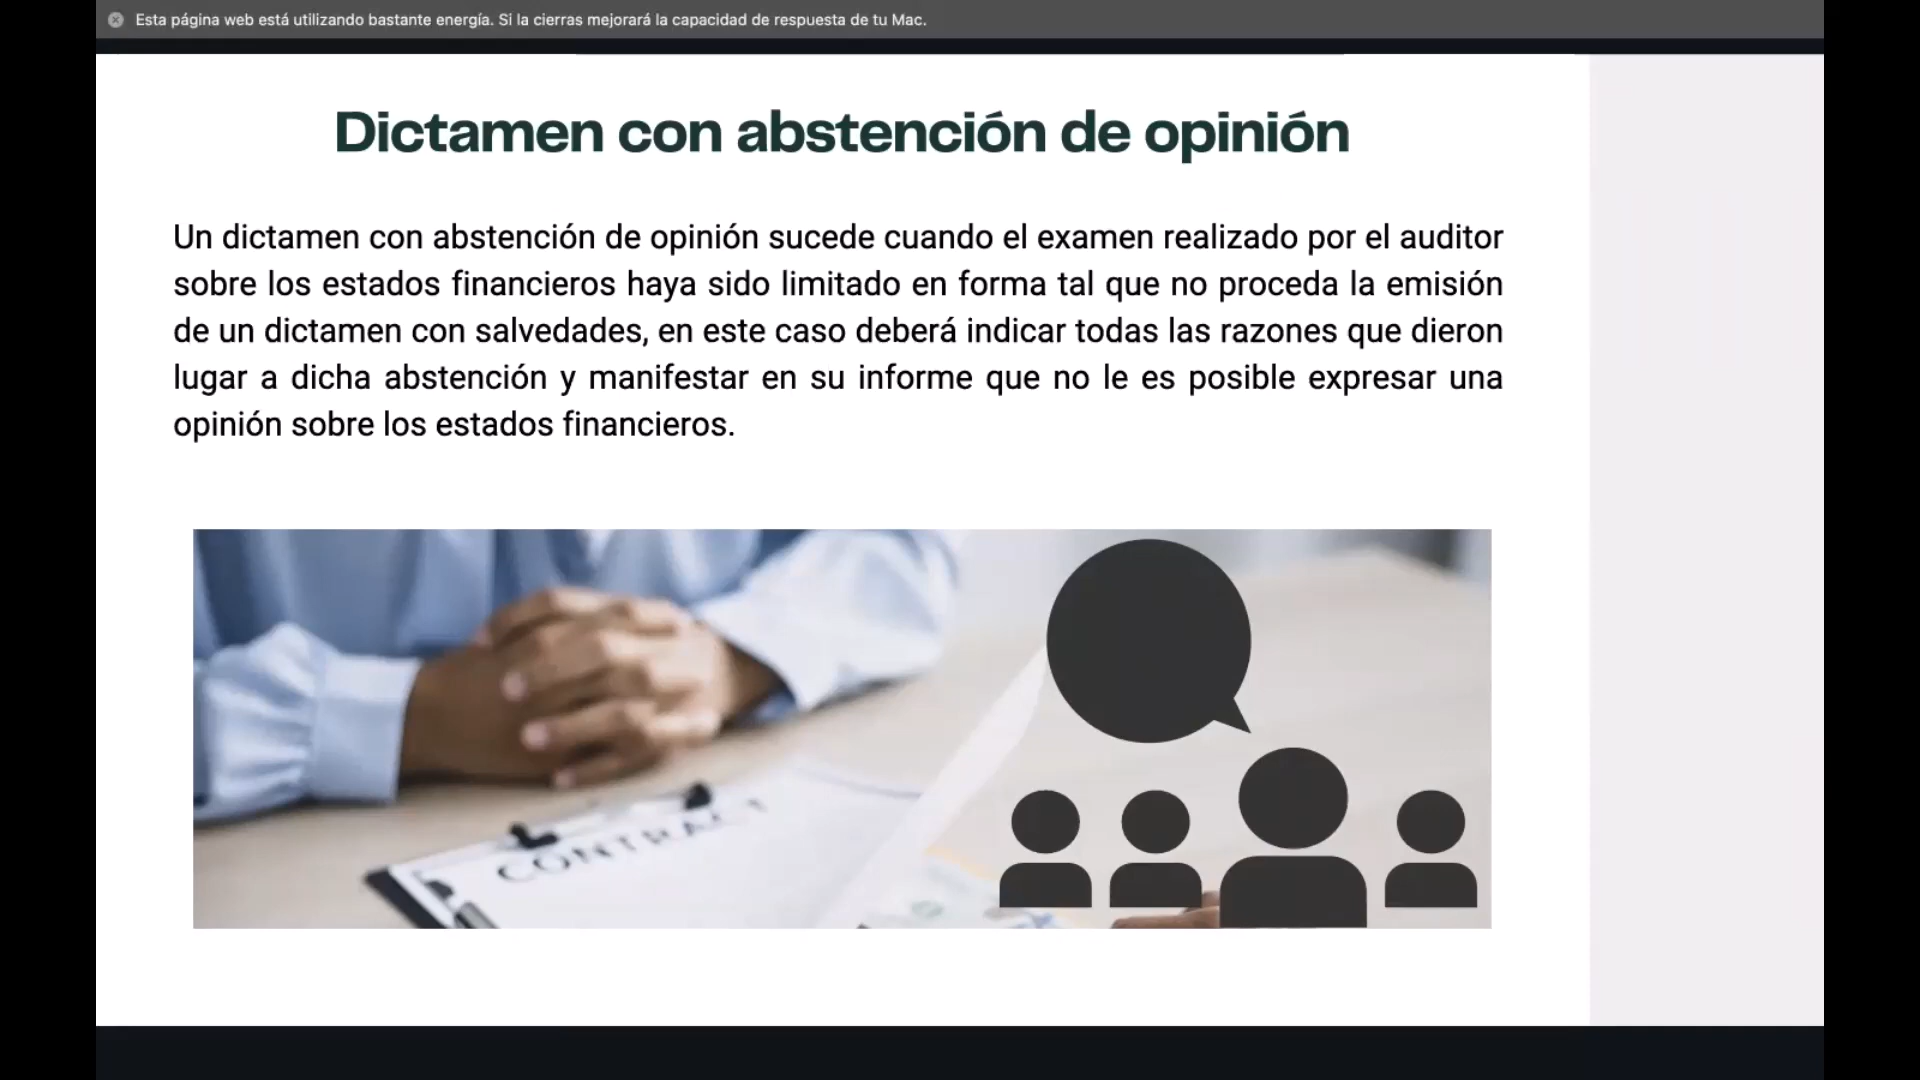 Esta página web está utilizando bastante energía. Si la cierras mejorará la capacidad de respuesta de tu Mac.
Dictamen con abstención de opinión
Un dictamen con abstención de opinión sucede cuando el examen realizado por el auditor
sobre los estados financieros haya sido limitado en forma tal que no proceda la emisión
de un dictamen con salvedades, en este caso deberá indicar todas las razones que dieron
lugar a dicha abstención y manifestar en su informe que no le es posible expresar una
opinión sobre los estados financieros.
CONTRACT